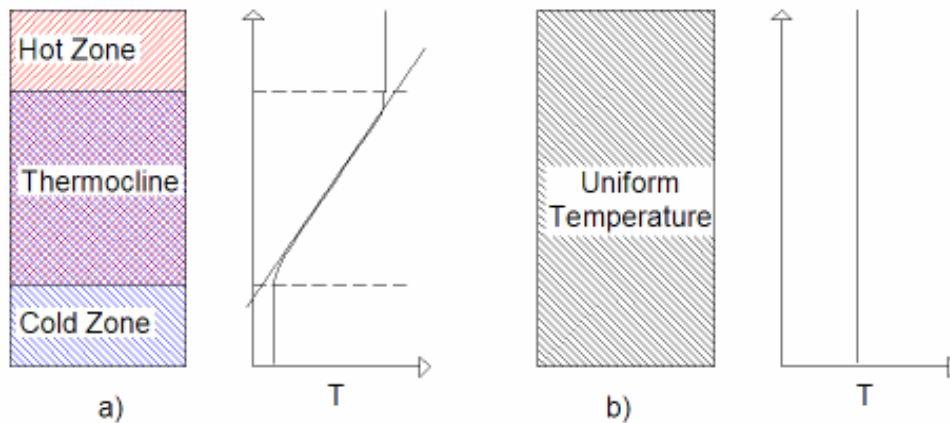 Hot Zone
Thermocline
Cold Zone
T
a)
Uniform
Temperature
T
b)